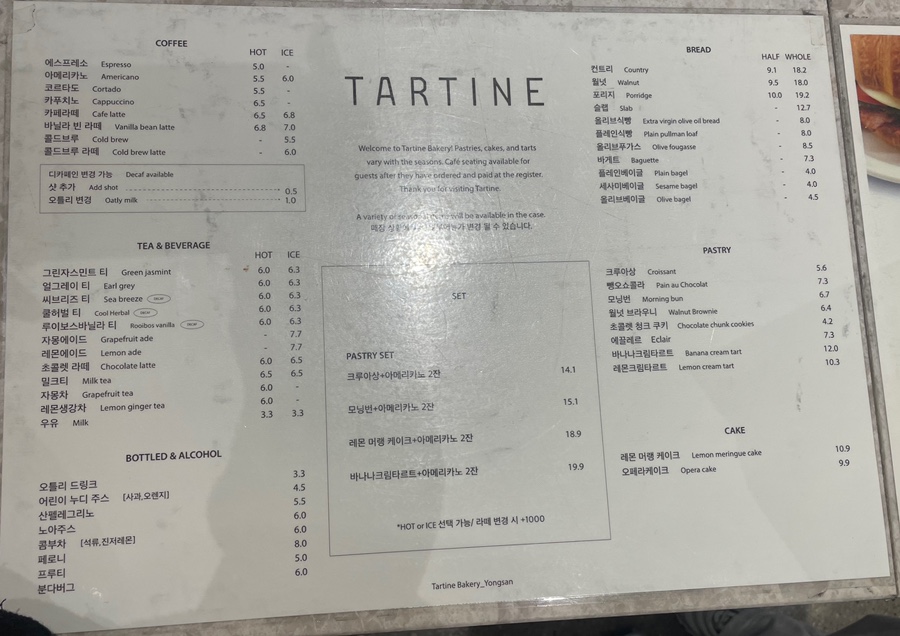 COFFEE
HOT ICE
에스프레소 Espresso 5.0 -
아메리카노 Americano 5.5 6.0
코르타도 Cortado 5.5 -
카푸치노 Cappuccino 6.5 -
카페라떼 Cafe latte 6.5 6.8
바닐라 빈 라떼 Vanilla bean latte 6.8 7.0
콜드브루 Cold brew - 5.5
콜드브루 라떼 Cold brew latte - 6.0
디카페인 변경 가능 Decaf available
샷 추가 Add shot 0.5
오틀리 변경 Oatly milk 1.0
TEA & BEVERAGE
HOT ICE
그린자스민트 티 Green jasmint 6.0 6.3
얼그레이 티 Earl grey 6.0 6.3
씨브리즈 티 Sea breeze 6.0 6.3
쿨허벌 티 Cool Herbal 6.0 6.3
루이보스바닐라 티 Rooibos vanilla 6.0 6.3
자몽에이드 Grapefruit ade - 7.7
레몬에이드 Lemon ade - 7.7
초콜렛 라떼 Chocolate latte 6.0 6.5
밀크티 Milk tea 6.5 6.5
자몽차 Grapefruit tea 6.0 -
레몬생강차 Lemon ginger tea 6.0 -
우유 Milk 3.3 3.3
BOTTLED & ALCOHOL
오틀리 드링크 3.3
어린이 누디 주스 [사과,오렌지] 4.5
산펠레그리노 5.5
노아주스 6.0
콤부차 [석류,진저레몬] 6.0
페로니 8.0
프루티 5.0
분다버그 6.0
TARTINE
Welcome to Tartine Bakery! Pastries, cakes, and tarts
vary with the seasons. Café seating available for
guests after they have ordered and paid at the register.
Thank you for visiting Tartine.
A variety of will be available in the case.
매장 변경 될 수 있습니다.
SET
PASTRY SET
크루아상+아메리카노 2잔 14.1
모닝번+아메리카노 2잔 15.1
레몬 머랭 케이크+아메리카노 2잔 18.9
바나나크림타르트+아메리카노 2잔 19.9
*HOT or ICE 선택 가능/ 라떼 변경 시 +1000
Tartine Bakery_Yongsan
BREAD
HALF WHOLE
컨트리 Country 9.1 18.2
월넛 Walnut 9.5 18.0
포리지 Porridge 10.0 19.2
슬랩 Slab - 12.7
올리브식빵 Extra virgin olive oil bread - 8.0
플레인식빵 Plain pullman loaf - 8.0
올리브푸가스 Olive fougasse - 8.5
바게트 Baguette - 7.3
플레인베이글 Plain bagel - 4.0
세사미베이글 Sesame bagel - 4.0
올리브베이글 Olive bagel - 4.5
PASTRY
크루아상 Croissant 5.6
뺑오쇼콜라 Pain au Chocolat 7.3
모닝번 Morning bun 6.7
월넛 브라우니 Walnut Brownie 6.4
초콜렛 청크 쿠키 Chocolate chunk cookies 4.2
에끌레르 Eclair 7.3
바나나크림타르트 Banana cream tart 12.0
레몬크림타르트 Lemon cream tart 10.3
CAKE
레몬 머랭 케이크 Lemon meringue cake 10.9
오페라케이크 Opera cake 9.9